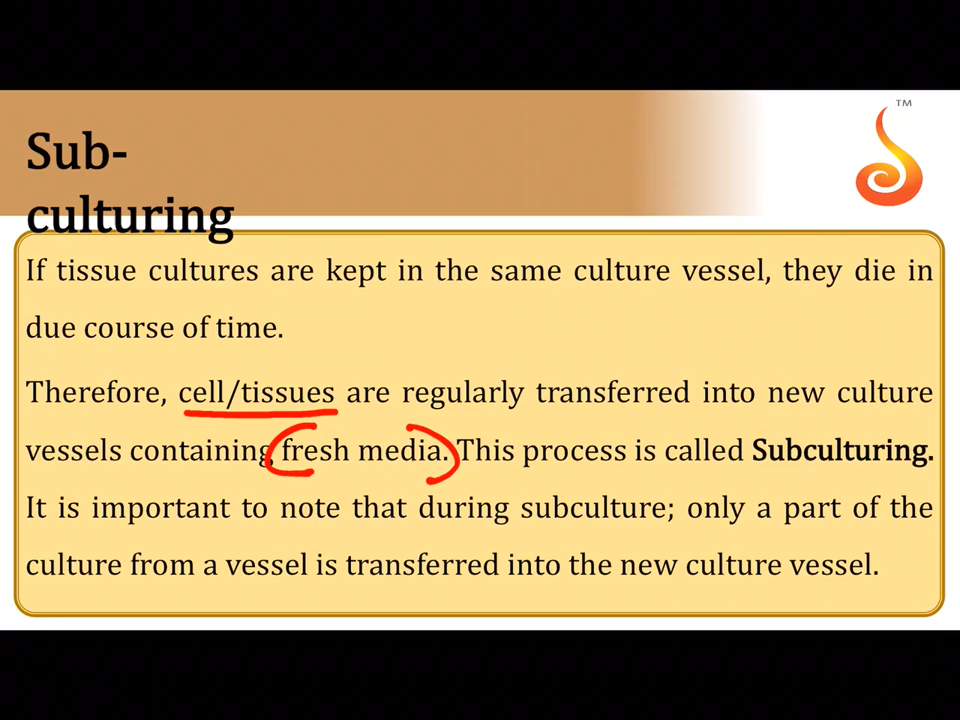 TM
Sub-
culturing
If tissue cultures are kept in the same culture vessel, they die in
due course of time.
Therefore, cell/tissues are regularly transferred into new culture
vessels containing fresh media. This process is called Subculturing.
It is important to note that during subculture; only a part of the
culture from a vessel is transferred into the new culture vessel.